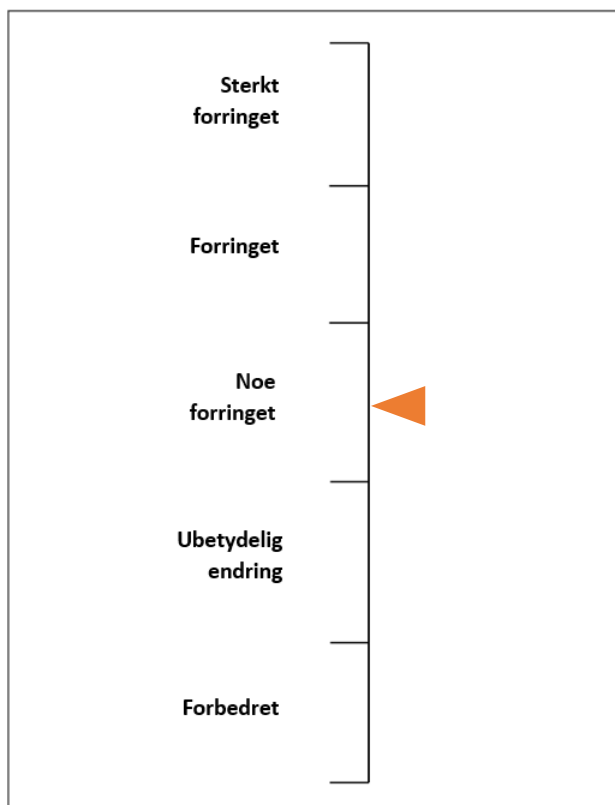 Sterkt
forringet
Forringet
Noe
forringet
Ubetydelig
endring
Forbedret